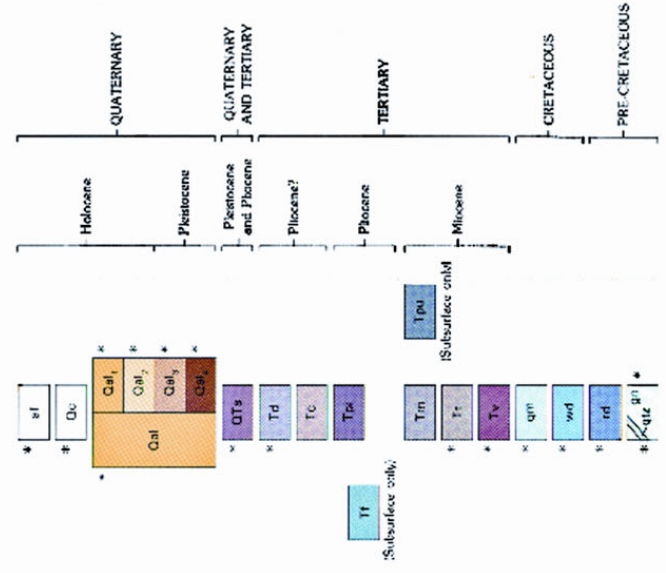 QUATERNARY
QUATERNARY
AND TERTIARY
TERTIARY
CRETACEOUS
PRE-CRETACEOUS
Holocene
Pleistocene
Pleistocene
and Pliocene
Pliocene?
Pliocene
Miocene
Tpu
(Subsurface only)
* af
* Qc
* Qal
Qal1 *
Qal2 *
Qal3 *
Qal4 *
* QTs
* Td
Tc
Tm
* Tv
* qm
* wd
* rd
* qtz
gn *
Tf
(Subsurface only)